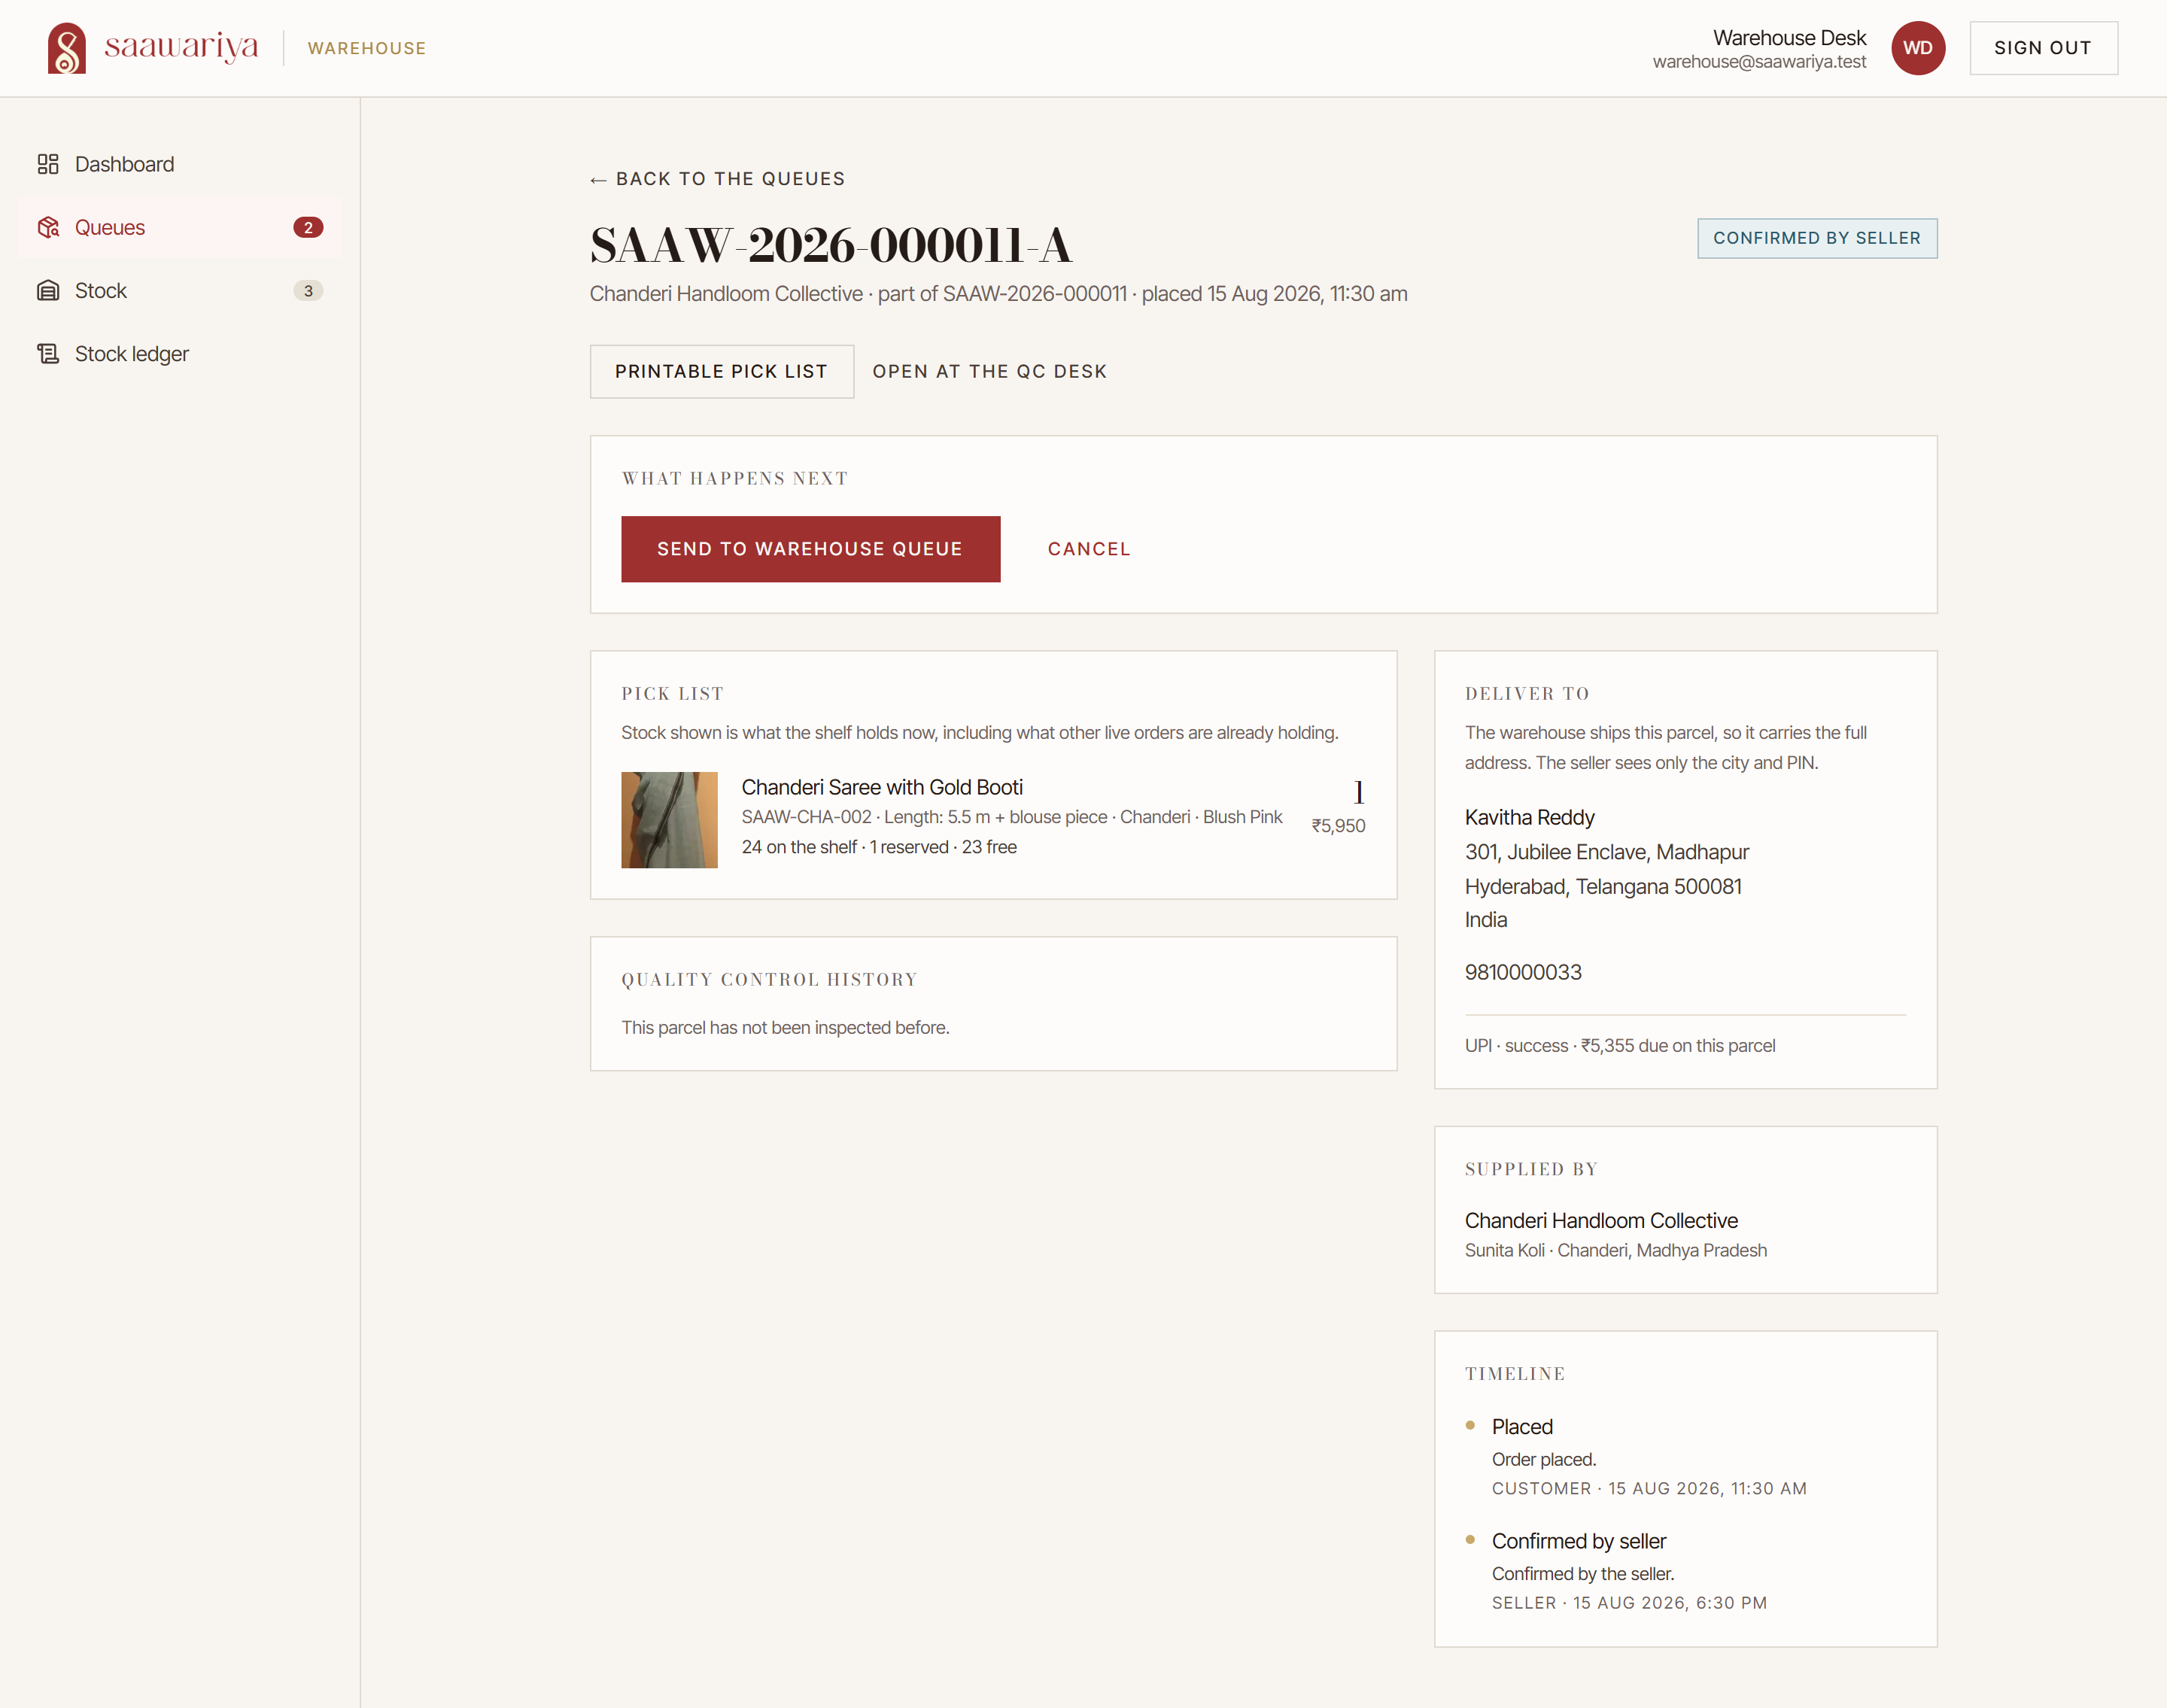 saawariya
WAREHOUSE
Warehouse Desk
warehouse@saawariya.test
WD
SIGN OUT
Dashboard
Queues 2
Stock 3
Stock ledger
← BACK TO THE QUEUES
SAAW-2026-000011-A
CONFIRMED BY SELLER
Chanderi Handloom Collective · part of SAAW-2026-000011 · placed 15 Aug 2026, 11:30 am
PRINTABLE PICK LIST
OPEN AT THE QC DESK
WHAT HAPPENS NEXT
SEND TO WAREHOUSE QUEUE
CANCEL
PICK LIST
Stock shown is what the shelf holds now, including what other live orders are already holding.
Chanderi Saree with Gold Booti
1
SAAW-CHA-002 · Length: 5.5 m + blouse piece · Chanderi · Blush Pink
₹5,950
24 on the shelf · 1 reserved · 23 free
QUALITY CONTROL HISTORY
This parcel has not been inspected before.
DELIVER TO
The warehouse ships this parcel, so it carries the full
address. The seller sees only the city and PIN.
Kavitha Reddy
301, Jubilee Enclave, Madhapur
Hyderabad, Telangana 500081
India
9810000033
UPI · success · ₹5,355 due on this parcel
SUPPLIED BY
Chanderi Handloom Collective
Sunita Koli · Chanderi, Madhya Pradesh
TIMELINE
Placed
Order placed.
CUSTOMER · 15 AUG 2026, 11:30 AM
Confirmed by seller
Confirmed by the seller.
SELLER · 15 AUG 2026, 6:30 PM